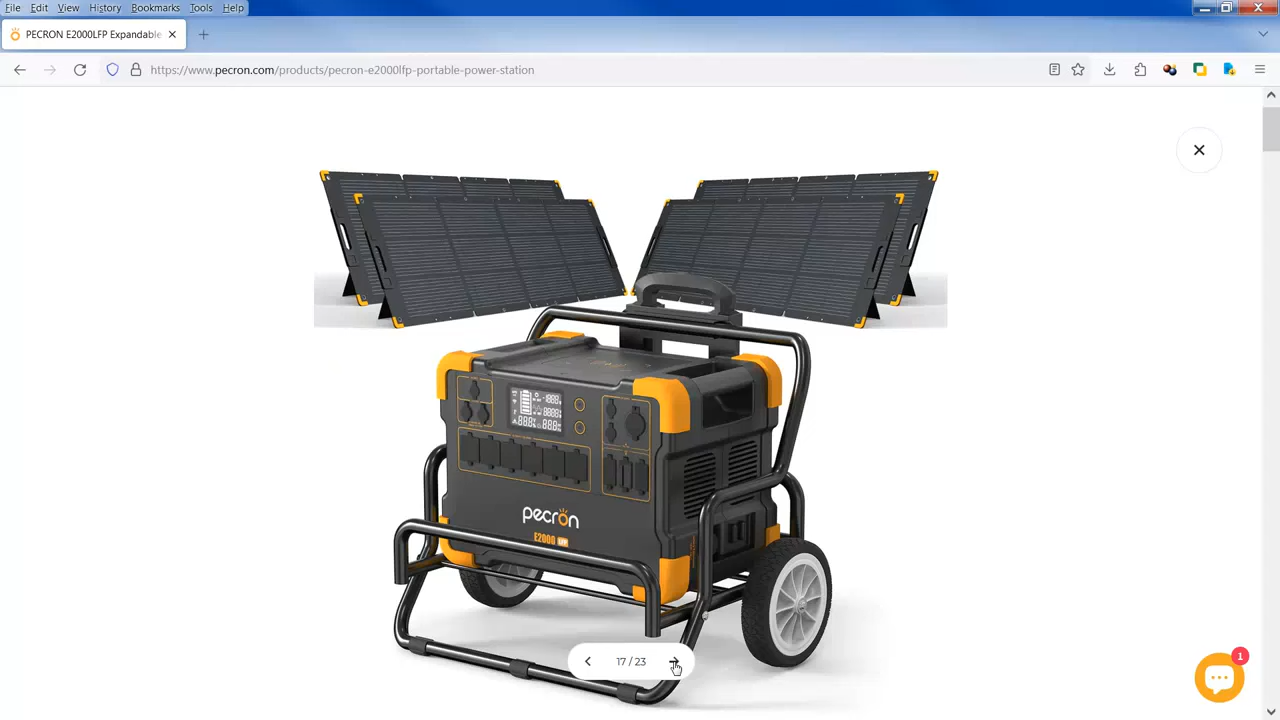 File Edit View History Bookmarks Tools Help
PECRON E2000LFP Expandable
https://www.pecron.com/products/pecron-e2000lfp-portable-power-station
pecron
E2000 LFP
17 / 23
1